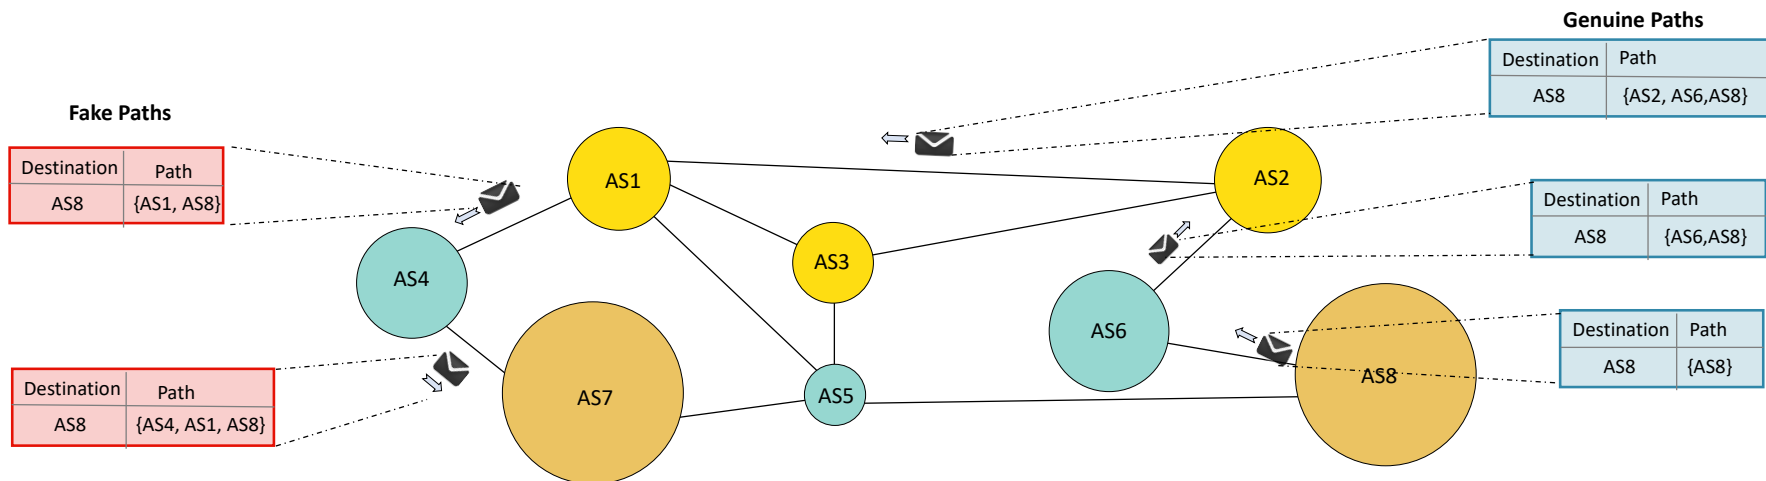 Genuine Paths
Destination Path
AS8 {AS2, AS6,AS8}
Fake Paths
Destination Path
AS8 {AS1, AS8}
AS1
AS2
Destination Path
AS8 {AS6,AS8}
AS3
AS4
AS6
Destination Path
AS8 {AS8}
AS8
Destination Path
AS8 {AS4, AS1, AS8}
AS7
AS5